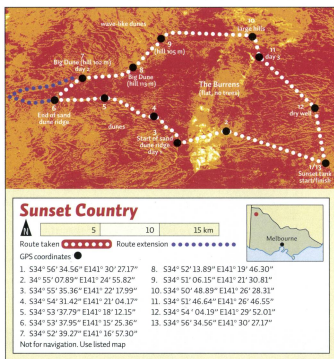 wave-like dunes
large hills
9
(hill 105 m)
11
day 3
7
Big Dune (hill 102 m)
day 2
Big Dune
(hill 113 m)
The Barrens
(flat, no trees)
12
dry well
6
End of sand
dune ridge
5
4
dunes
Start of sand
dune ridge
day 1
1/13
Sunset tank
start/finish
Sunset Country
N
5
10
15 km
Route taken
Route extension
GPS coordinates
Melbourne
1. S34° 56' 34.56" E141° 30' 27.17"
2. 34° 55' 07.89" E141° 24' 55.82"
3. S34° 55' 35.36" E141° 22' 17.99"
4. S34° 54' 31.42" E141° 21' 04.17"
5. S34° 53' 37.79" E141° 18' 12.15"
6. S34° 53' 37.95" E141° 15' 25.36"
7. S34° 52' 39.27" E141° 16' 57.30"
8. S34° 52' 13.89" E141° 19' 46.30"
9. S34° 51' 06.15" E141° 21' 30.81"
10. S34° 50' 48.89" E141° 26' 28.31"
11. S34° 51' 46.64" E141° 26' 46.55"
12. S34° 54 ' 04.19" E141° 29' 52.01"
13. S34° 56' 34.56" E141° 30' 27.17"
Not for navigation. Use listed map